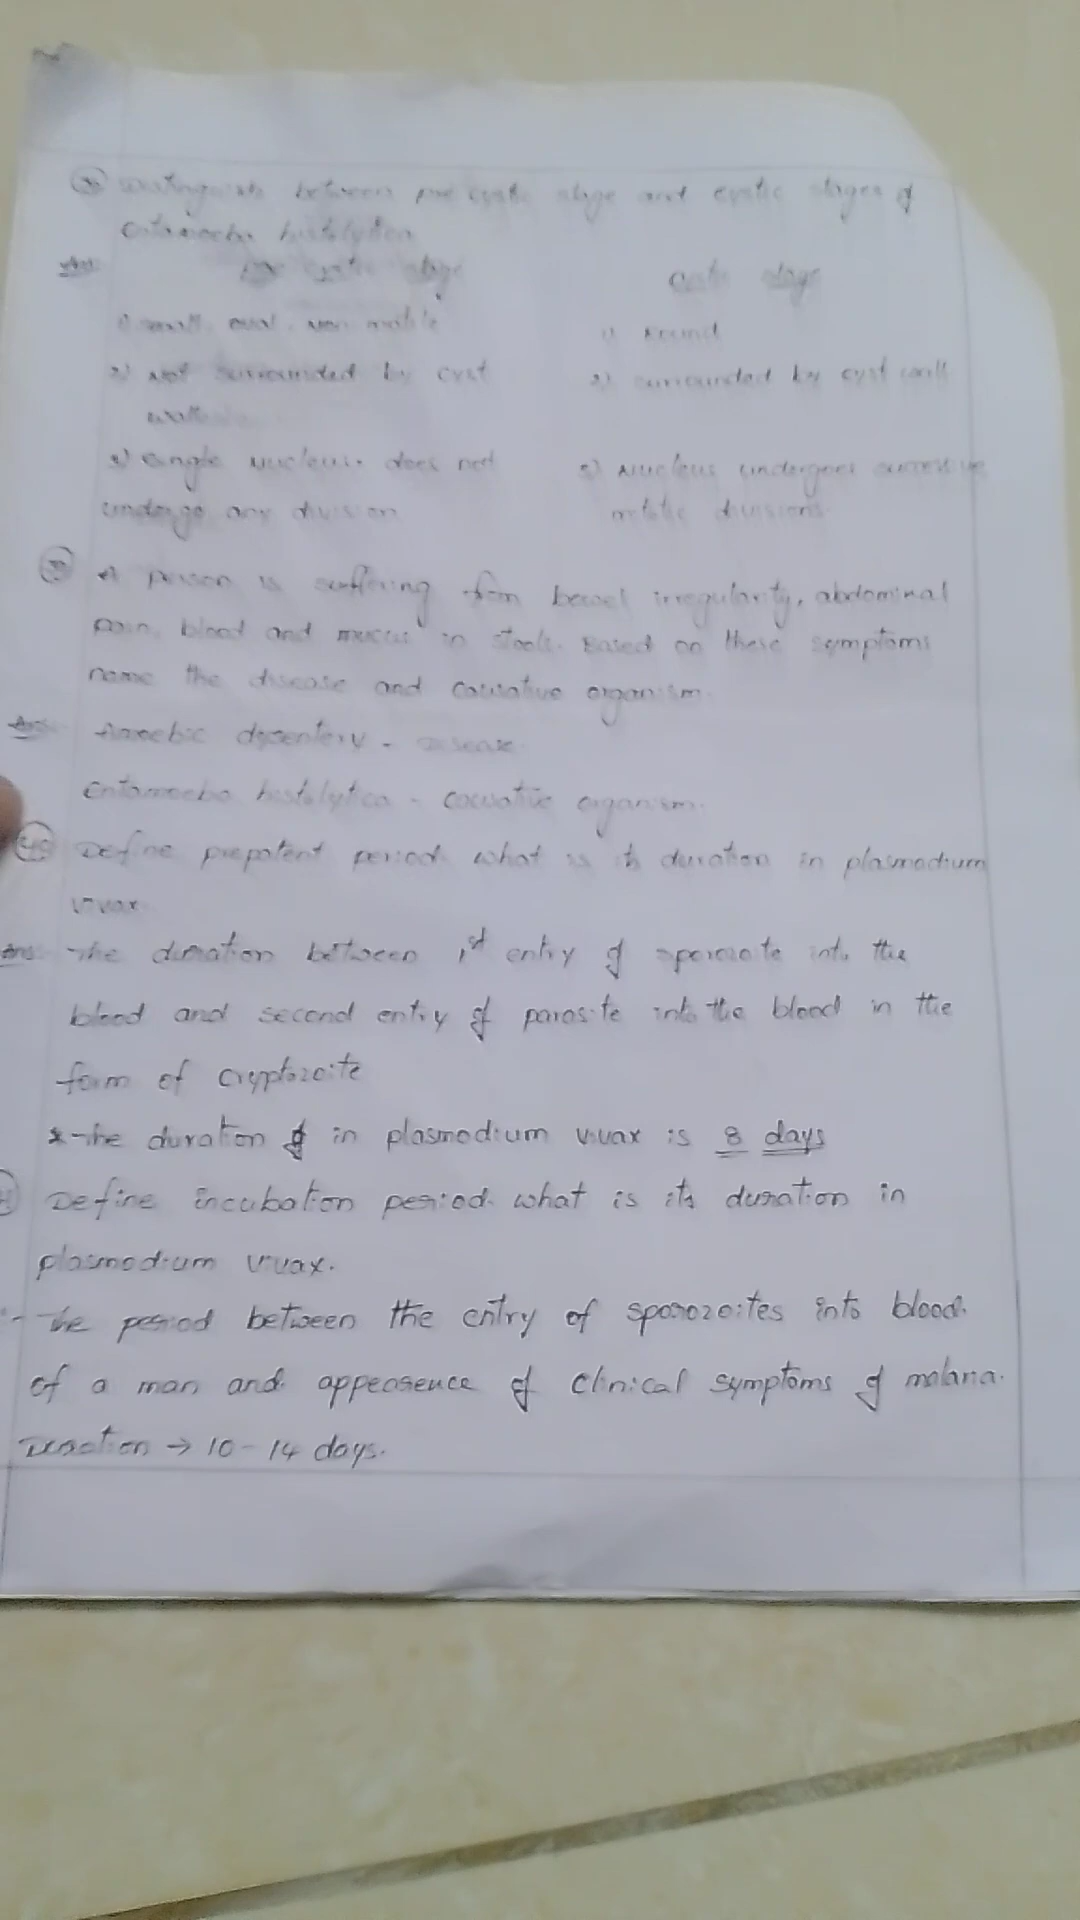 between pre cystic stage and cystic stages of
Entamoeba histolytica
Ans: Pre cystic stage
Cystic stage
1) small, oval, non motile
1) Round
2) Not surrounded by cyst
2) surrounded by cyst wall
wall
3) single nucleus. does not
3) Nucleus undergoes successive
undergo any division
mitotic divisions
A person is suffering from bowel irregularity, abdominal
pain, blood and mucus in stools. Based on these symptoms
name the disease and causative organism.
Ans: Amoebic dysentery - Disease
Entamoeba histolytica - causative organism.
40 Define prepatent period. what is its duration in plasmodium
vivax.
Ans: The duration between 1st entry of into the
blood and second entry of parasite into the blood in the
form of cryptozoite
* The duration in plasmodium vivax is 8 days
Define incubation period. what is its duration in
plasmodium vivax.
The period between the entry of sporozoites into blood
of a man and appearence of clinical symptoms of malaria.
Duration → 10-14 days.